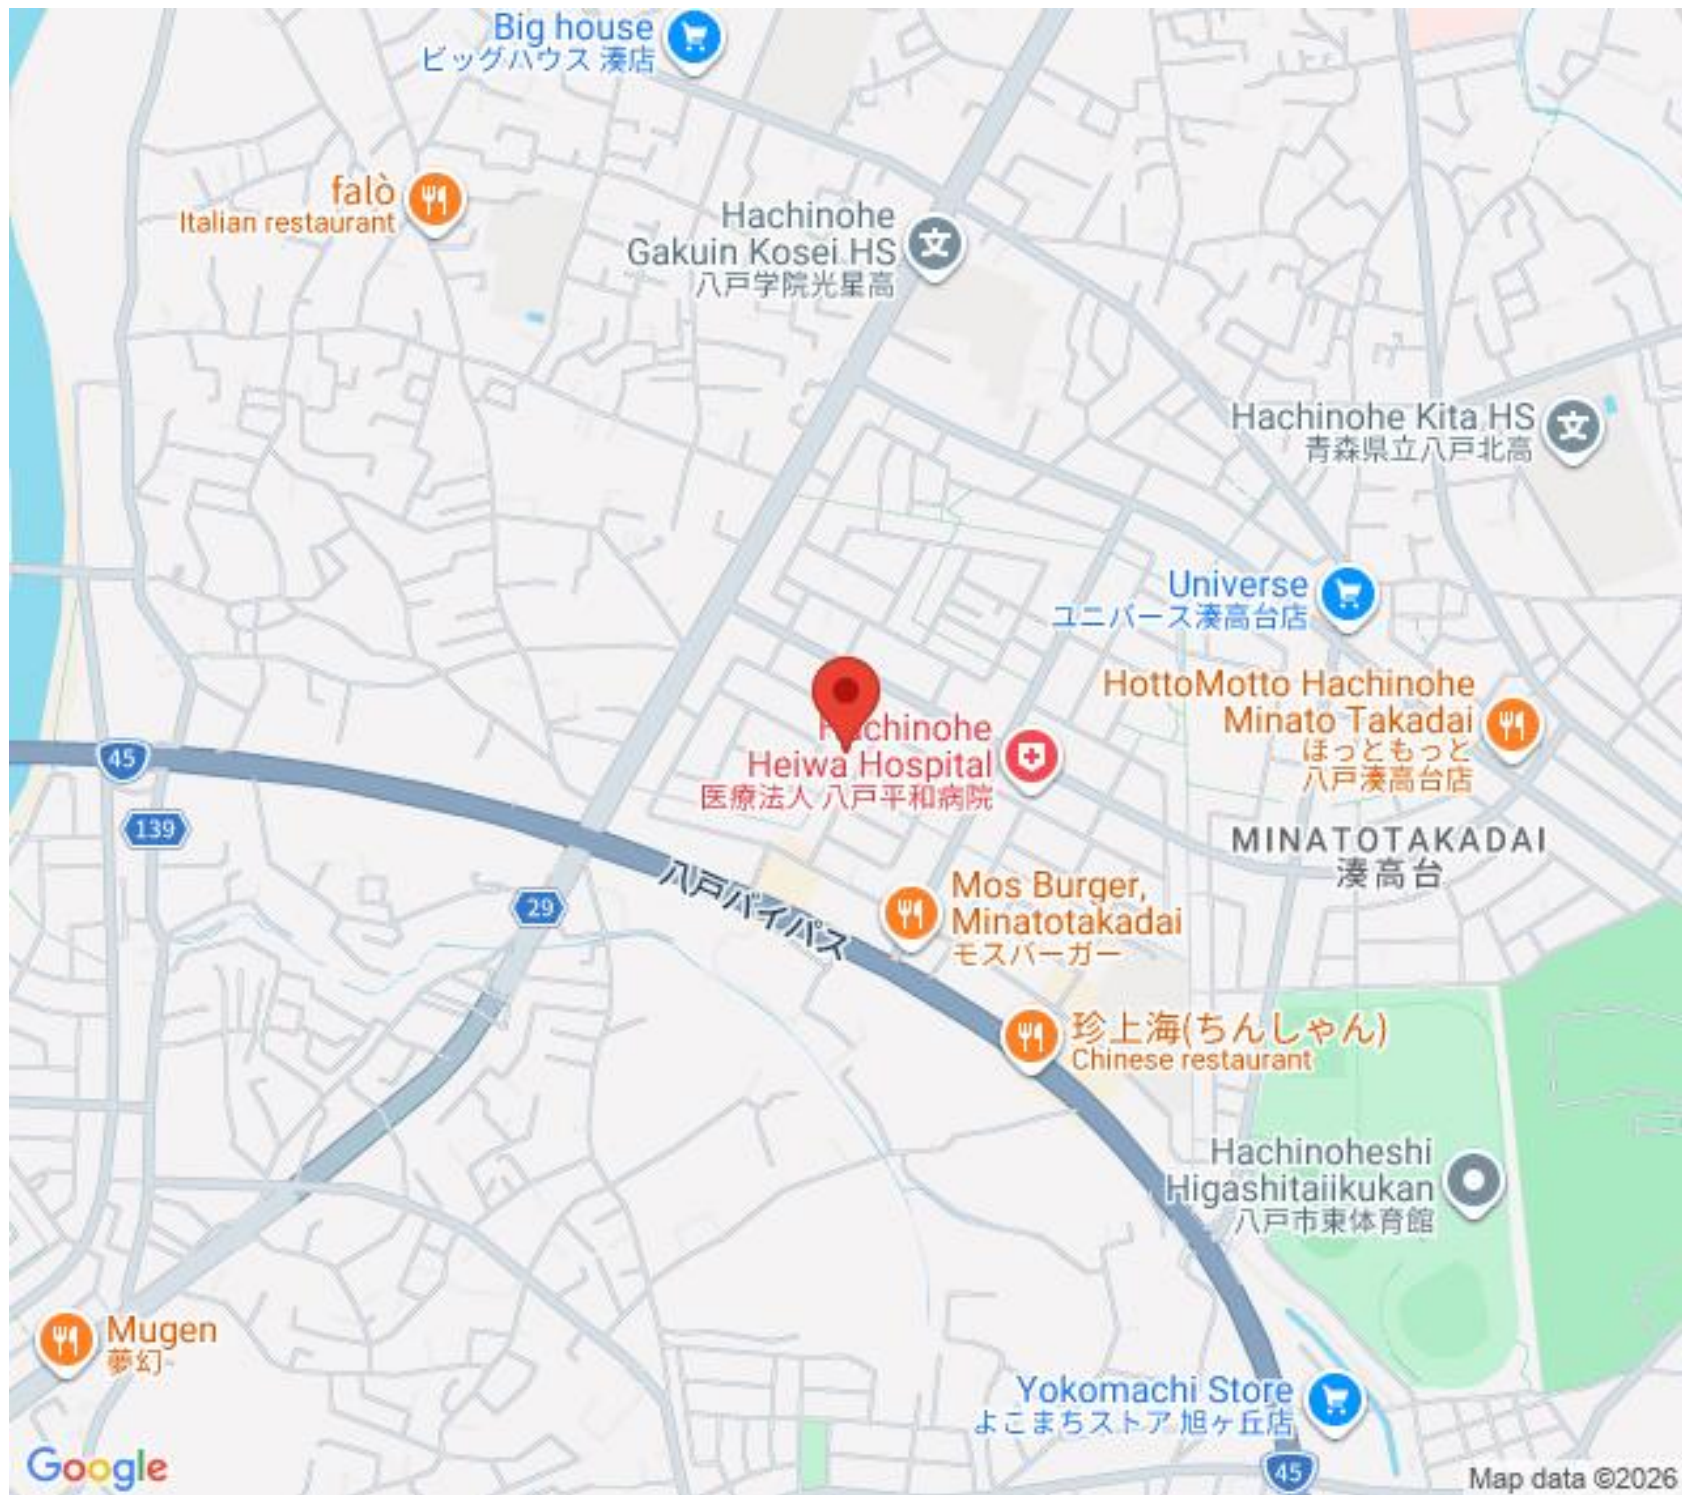 Big house
ビッグハウス 湊店
falò
Italian restaurant
Hachinohe
Gakuin Kosei HS
八戸学院光星高
Hachinohe Kita HS
青森県立八戸北高
Universe
ユニバース湊高台店
HottoMotto Hachinohe
Minato Takadai
ほっともっと
八戸湊高台店
Hachinohe
Heiwa Hospital
医療法人 八戸平和病院
45
139
MINATOTAKADAI
湊高台
29
八戸バイパス
Mos Burger,
Minatotakadai
モスバーガー
珍上海(ちんしゃん)
Chinese restaurant
Hachinoheshi
Higashitaiikukan
八戸市東体育館
Mugen
夢幻-
Yokomachi Store
よこまちストア 旭ヶ丘店
45
Google
Map data ©2026